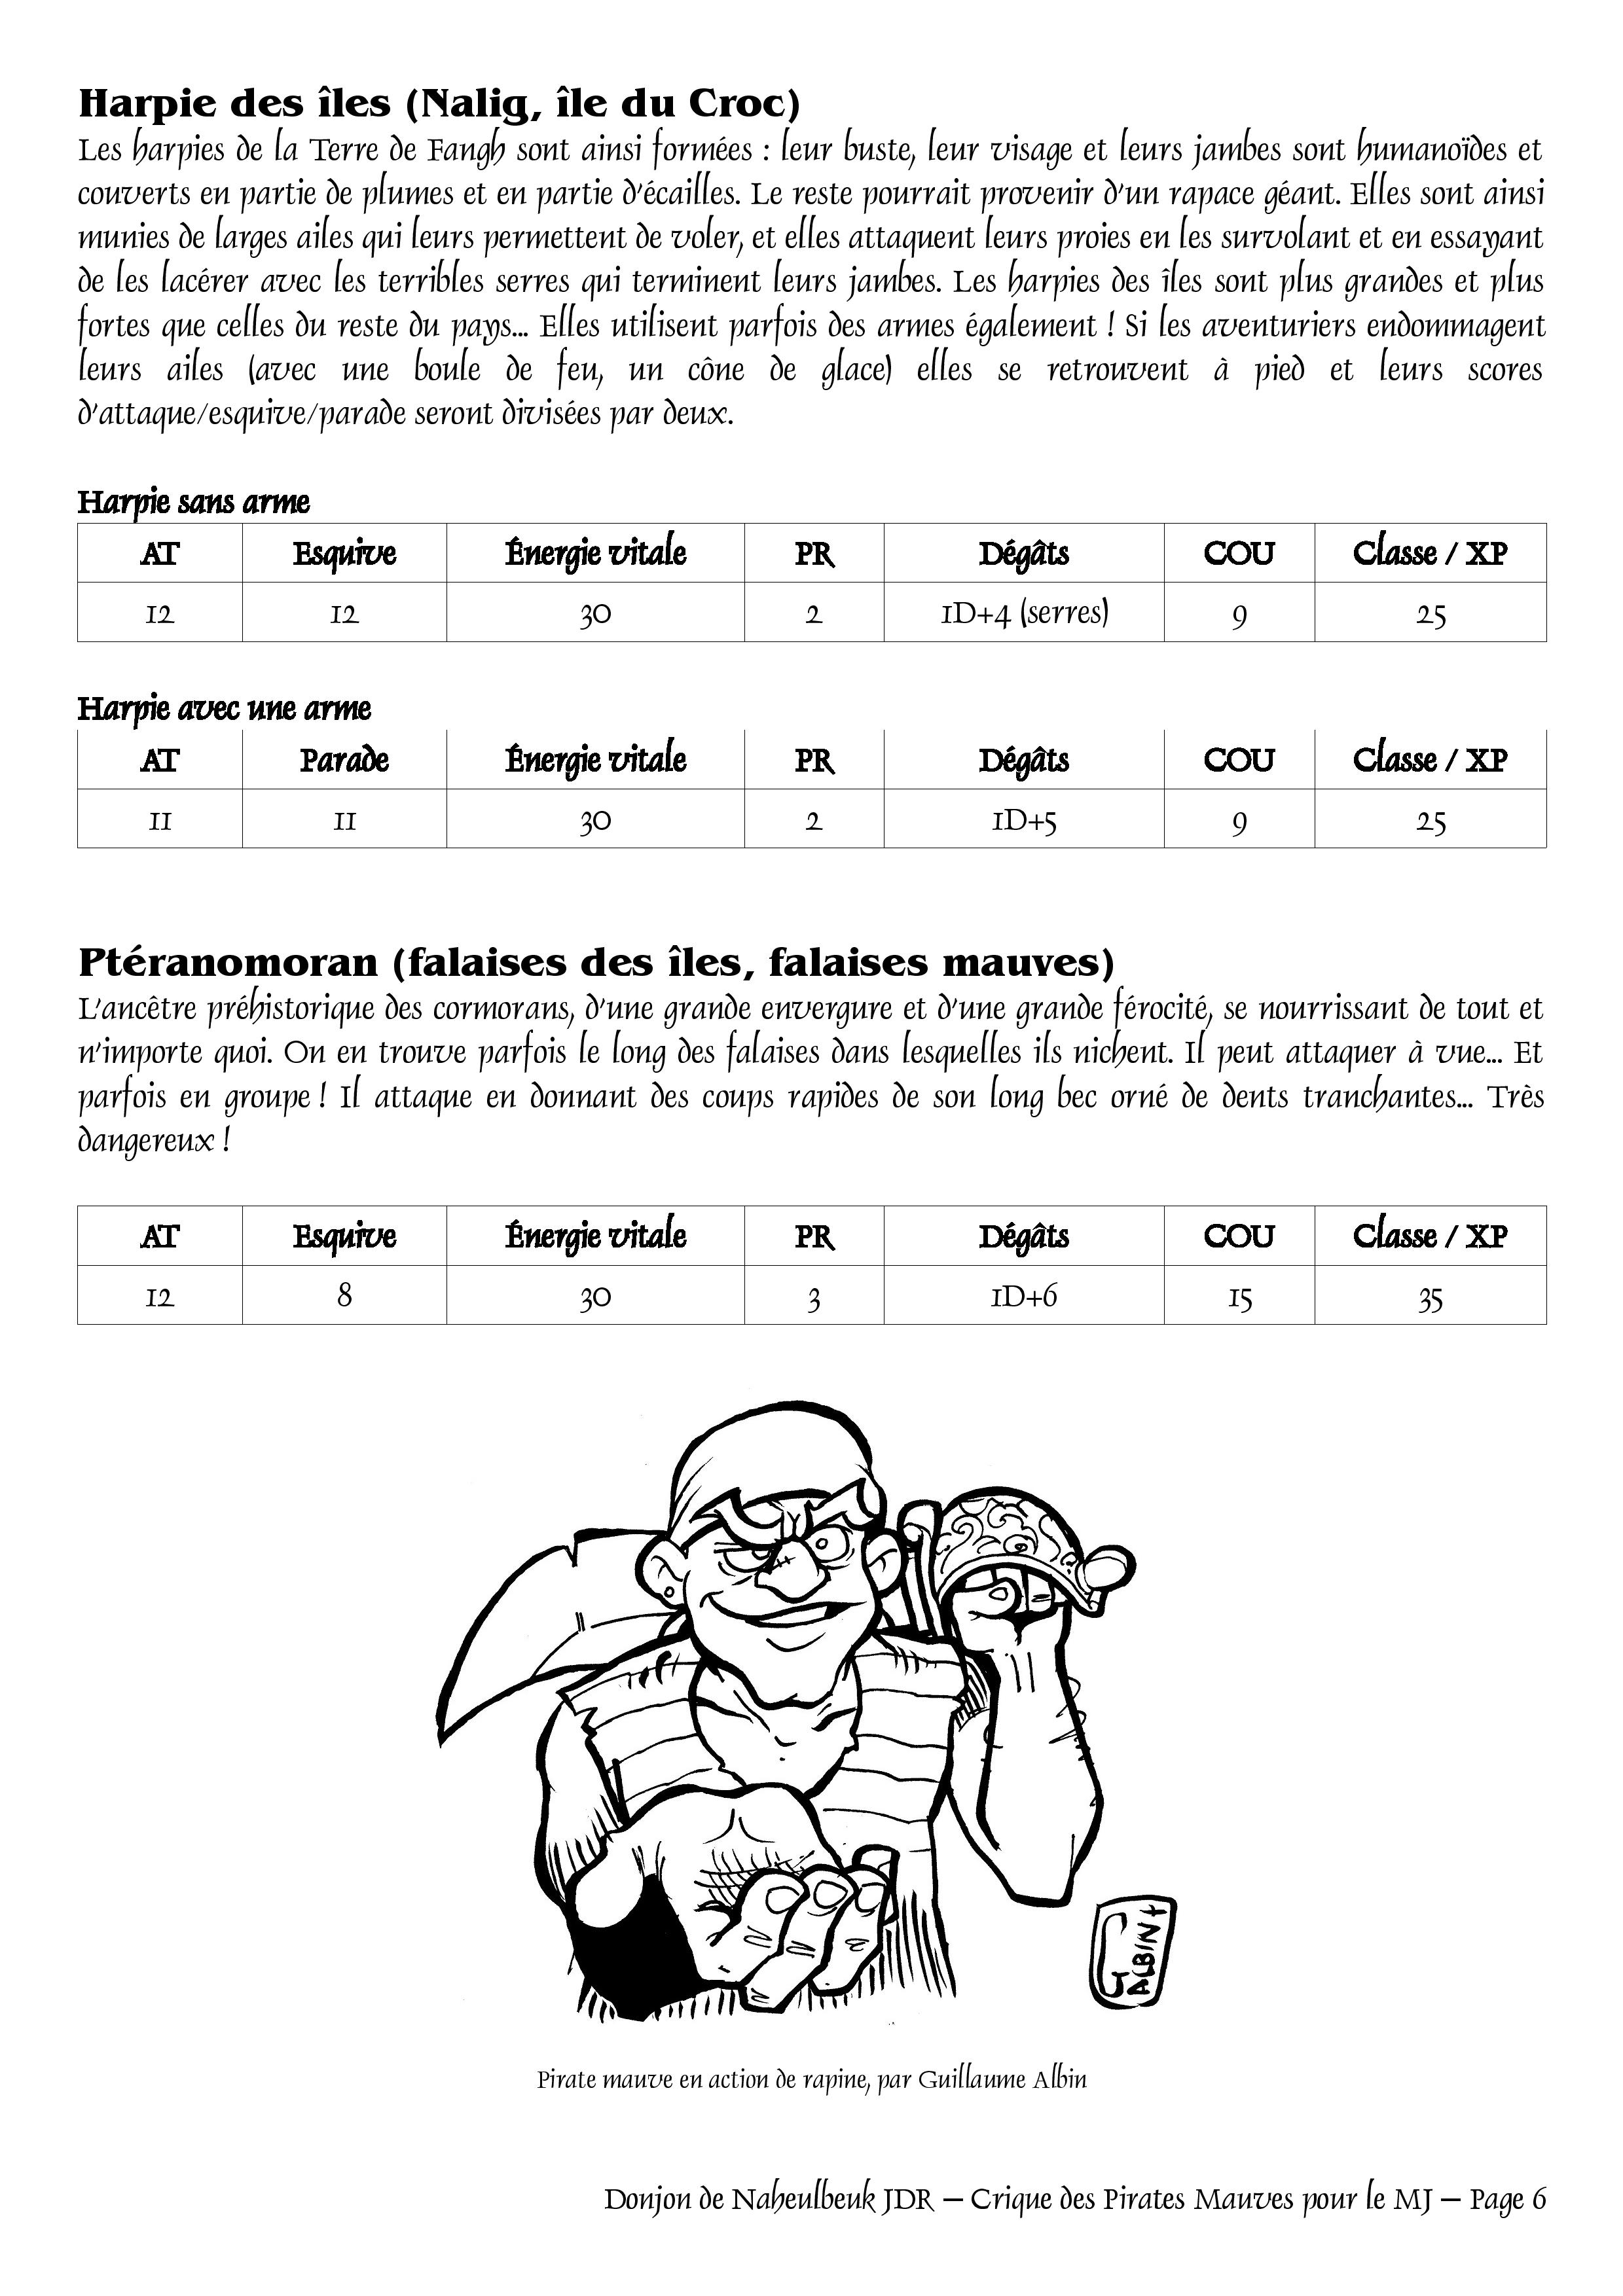 Harpie des îles (Nalig, île du Croc)
Les harpies de la Terre de Fangh sont ainsi formées : leur buste, leur visage et leurs jambes sont humanoïdes et
couverts en partie de plumes et en partie d'écailles. Le reste pourrait provenir d'un rapace géant. Elles sont ainsi
munies de larges ailes qui leurs permettent de voler, et elles attaquent leurs proies en les survolant et en essayant
de les lacérer avec les terribles serres qui terminent leurs jambes. Les harpies des îles sont plus grandes et plus
fortes que celles du reste du pays... Elles utilisent parfois des armes également ! Si les aventuriers endommagent
leurs ailes (avec une boule de feu, un cône de glace) elles se retrouvent à pied et leurs scores
d'attaque/esquive/parade seront divisées par deux.
Harpie sans arme
AT Esquive Énergie vitale PR Dégâts COU Classe / XP
12 12 30 2 1D+4 (serres) 9 25
Harpie avec une arme
AT Parade Énergie vitale PR Dégâts COU Classe / XP
11 11 30 2 1D+5 9 25
Ptéranomoran (falaises des îles, falaises mauves)
L'ancêtre préhistorique des cormorans, d'une grande envergure et d'une grande férocité, se nourrissant de tout et
n'importe quoi. On en trouve parfois le long des falaises dans lesquelles ils nichent. Il peut attaquer à vue... Et
parfois en groupe ! Il attaque en donnant des coups rapides de son long bec orné de dents tranchantes... Très
dangereux !
AT Esquive Énergie vitale PR Dégâts COU Classe / XP
12 8 30 3 1D+6 15 35
G ALBIN
Pirate mauve en action de rapine, par Guillaume Albin
Donjon de Naheulbeuk JDR – Crique des Pirates Mauves pour le MJ – Page 6